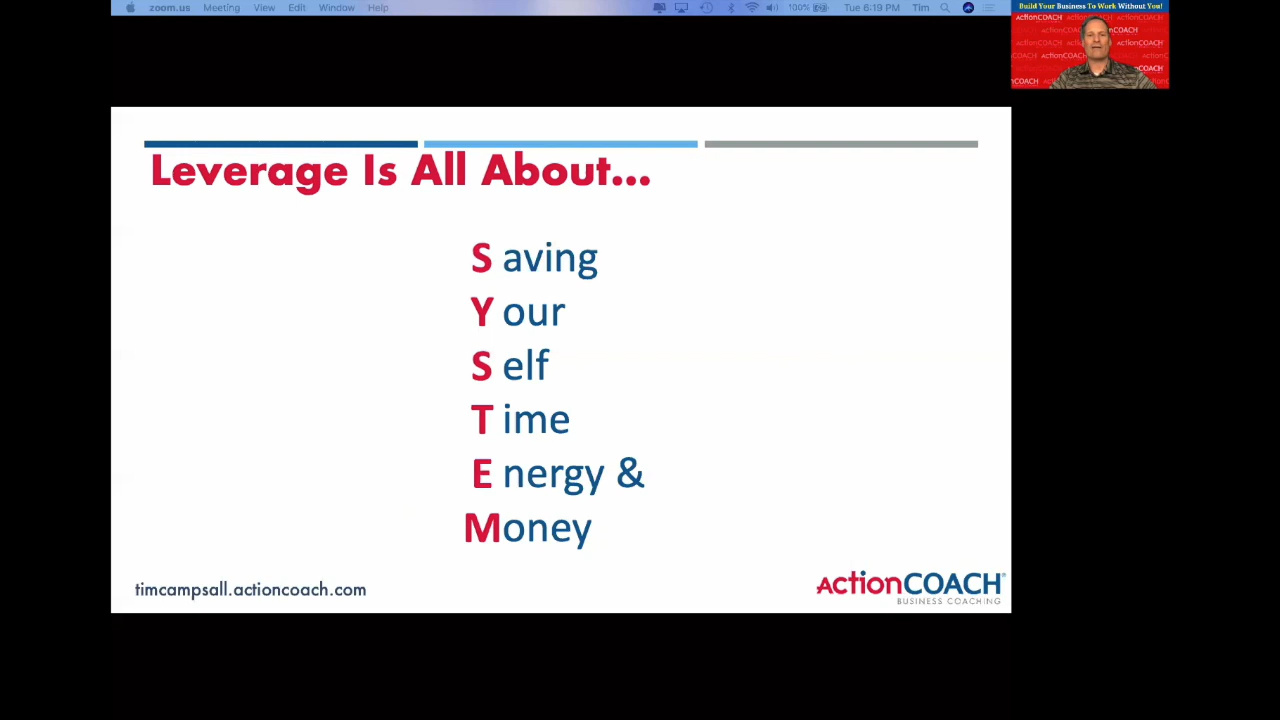 zoom.us Meeting View Edit Window Help 100% Tue 6:19 PM Tim
Build Your Business To Work Without You!
ActionCOACH
Leverage Is All About...
S aving
Y our
S elf
T ime
E nergy &
Money
timcampsall.actioncoach.com
ActionCOACH
BUSINESS COACHING